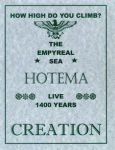 HOW HIGH DO YOU CLIMB?
THE
EMPYREAL
SEA
HOTEMA
LIVE
1400 YEARS
CREATION